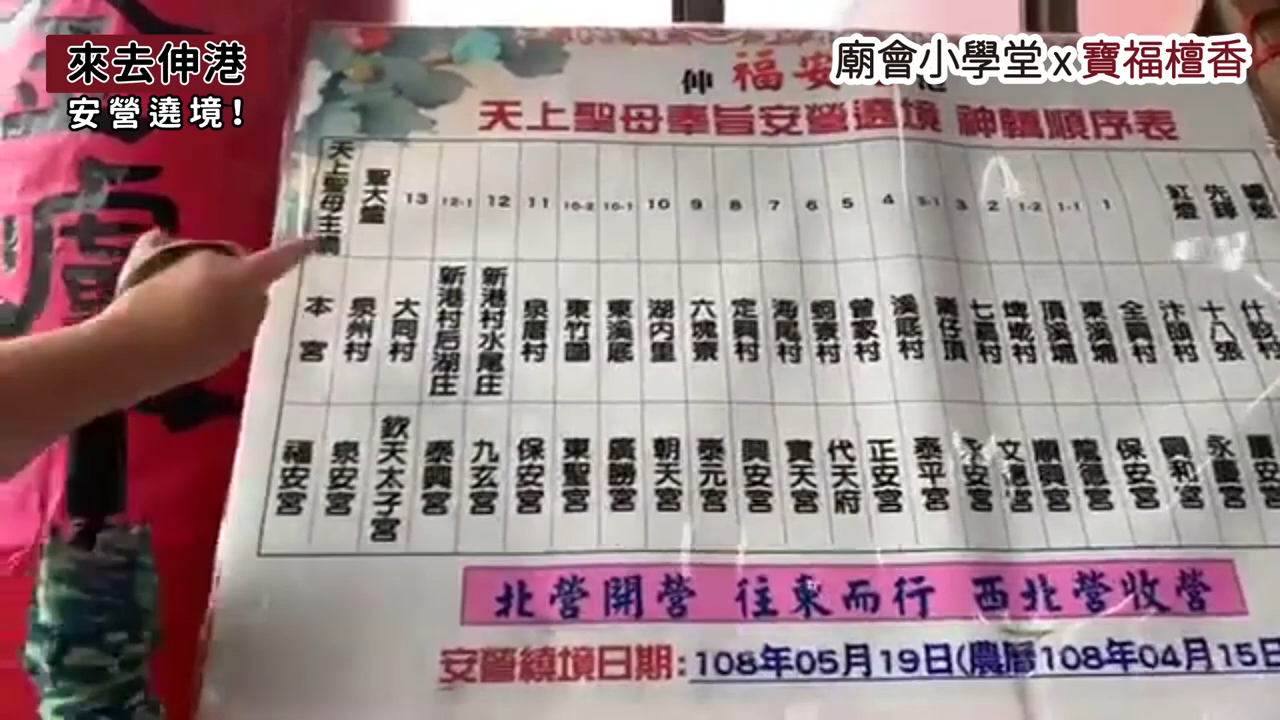 來去伸港
安營遶境!
廟會小學堂x寶福檀香
伸 福安
天上聖母奉旨安營遶境 神轎順序表
天上聖母主轎 聖大鑼 13 12-1 12 11 10-2 10-1 10 9 8 7 6 5 4 3-1 3 2 1-2 1-1 1 紅燈 先鋒
本宮 泉州村 大同村 新港村后湖庄 新港村水尾庄 泉厝村 東竹圍 東溪底 湖內里 六塊寮 定興村 海尾村 蚵寮村 曾家村 溪底村 濁仔頂 七嘉村 埤墘村 頂溪埔 東溪埔 全興村 汴頭村 十八張 什股村
福安宮 泉安宮 欽天太子宮 泰興宮 九玄宮 保安宮 東聖宮 廣勝宮 朝天宮 泰元宮 興安宮 寶天宮 代天府 正安宮 泰平宮 永安宮 文德宮 順興宮 龍德宮 保安宮 興和宮 永慶宮
北營開營 往東而行 西北營收營
安營繞境日期:108年05月19日(農曆108年04月15日